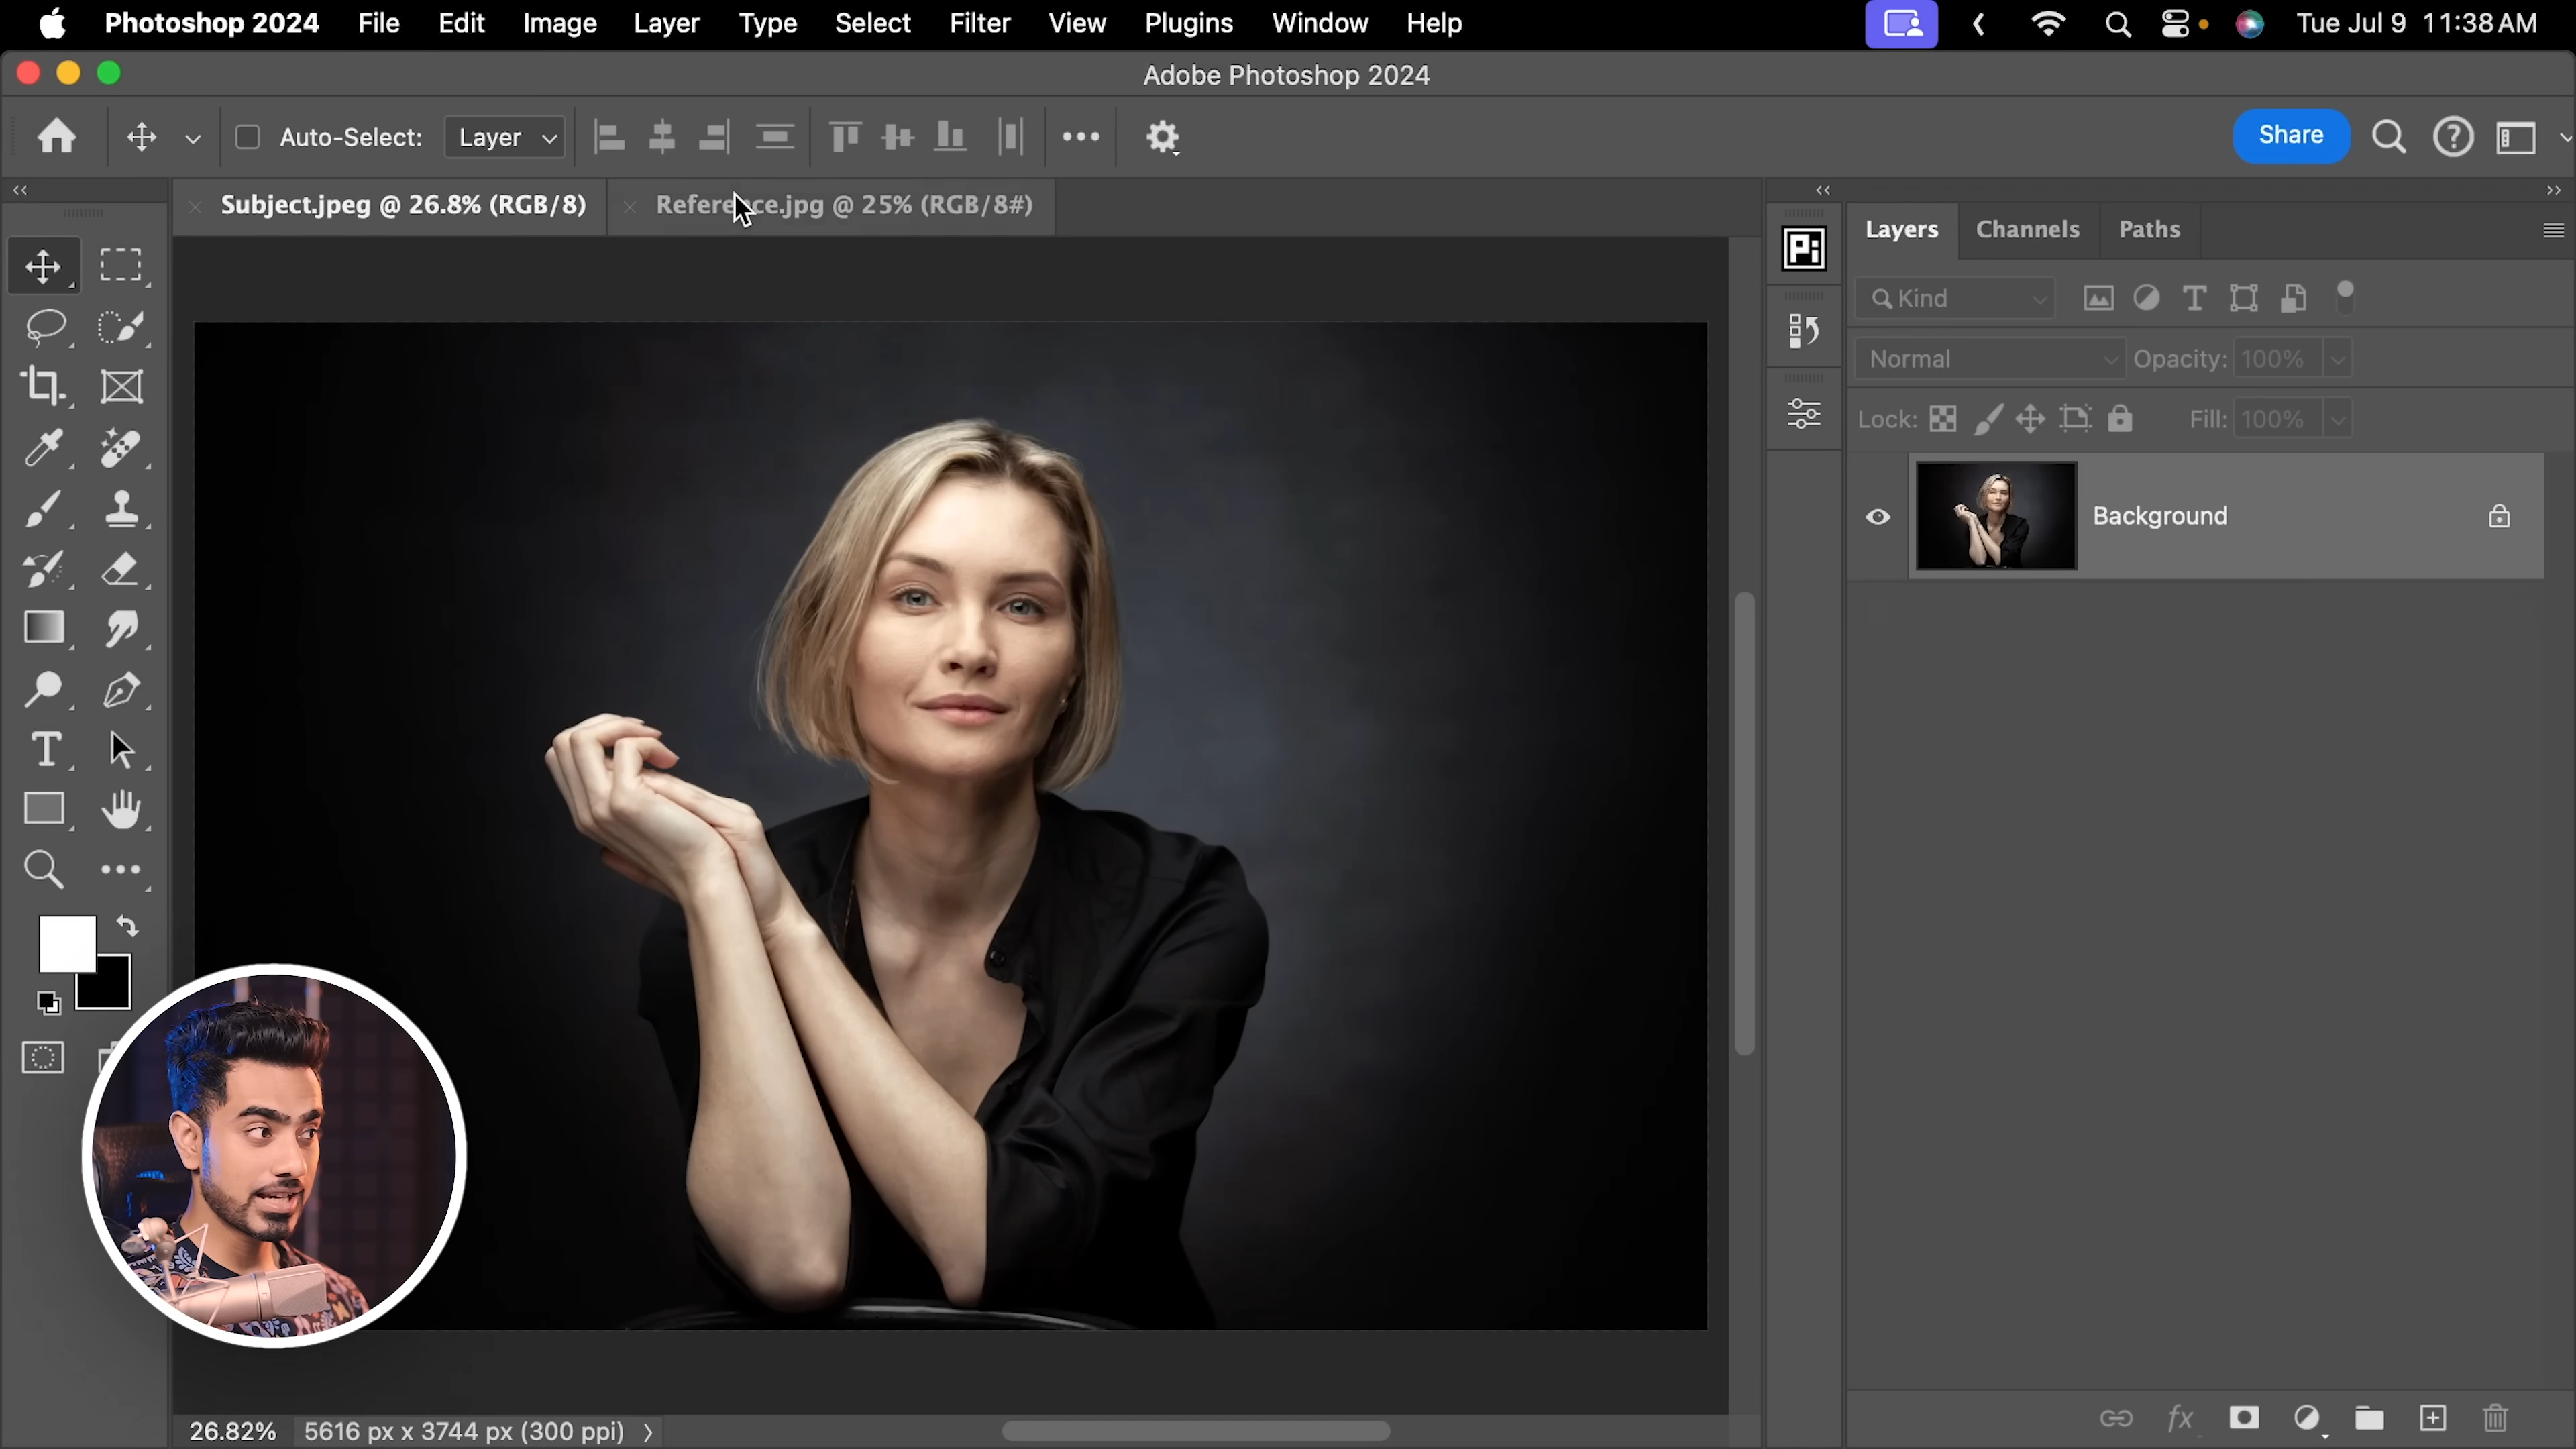 Photoshop 2024 File Edit Image Layer Type Select Filter View Plugins Window Help Tue Jul 9 11:38 AM
Adobe Photoshop 2024
Auto-Select: Layer Share
Subject.jpeg @ 26.8% (RGB/8) Reference.jpg @ 25% (RGB/8#)
Layers Channels Paths
Pi
Kind
Normal Opacity: 100%
Lock: Fill: 100%
Background
26.82% 5616 px x 3744 px (300 ppi)
fx